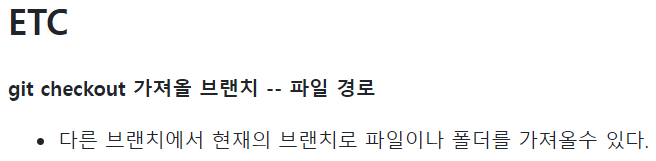 ETC
git checkout 가져올 브랜치 -- 파일 경로
• 다른 브랜치에서 현재의 브랜치로 파일이나 폴더를 가져올수 있다.